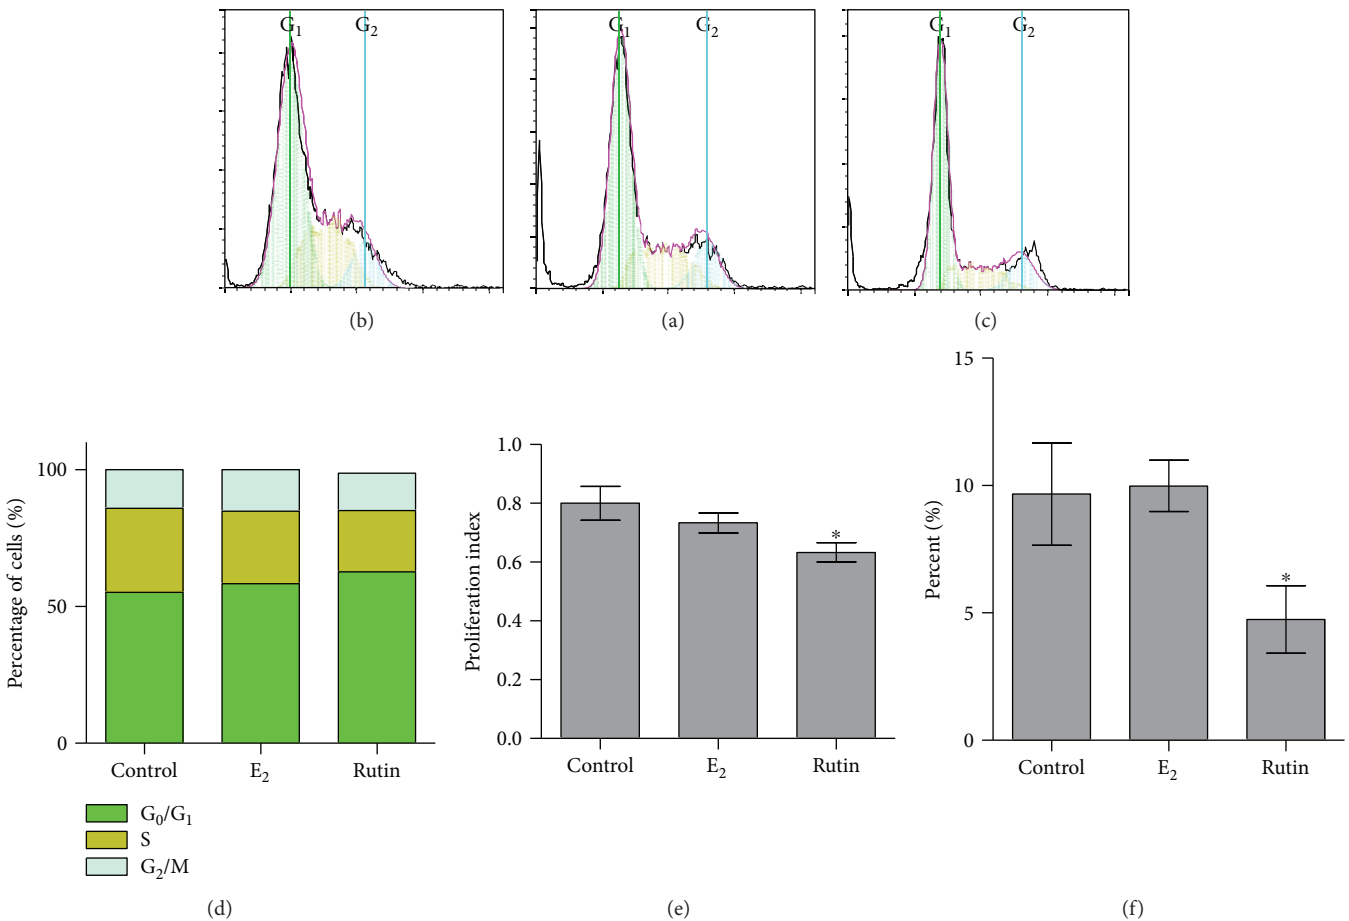 G₁ G₂
G₁ G₂
G₁ G₂
(b)
(a)
(c)
Percentage of cells (%)
100
50
0
Control
E₂
Rutin
G₀/G₁
S
G₂/M
(d)
Proliferation index
1.0
0.8
0.6
0.4
0.2
0.0
*
Control
E₂
Rutin
(e)
Percent (%)
15
10
5
0
*
Control
E₂
Rutin
(f)